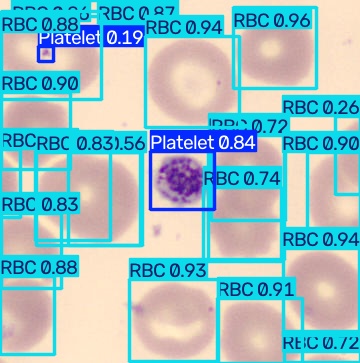 RBC 0.87
RBC 0.88
Platelet 0.19
RBC 0.94
RBC 0.96
RBC 0.90
RBC 0.26
RBC 0.72
RBC
RBC 0.83
0.56
Platelet 0.84
RBC 0.90
RBC 0.74
RBC 0.83
RBC 0.94
RBC 0.88
RBC 0.93
RBC 0.91
RBC 0.72